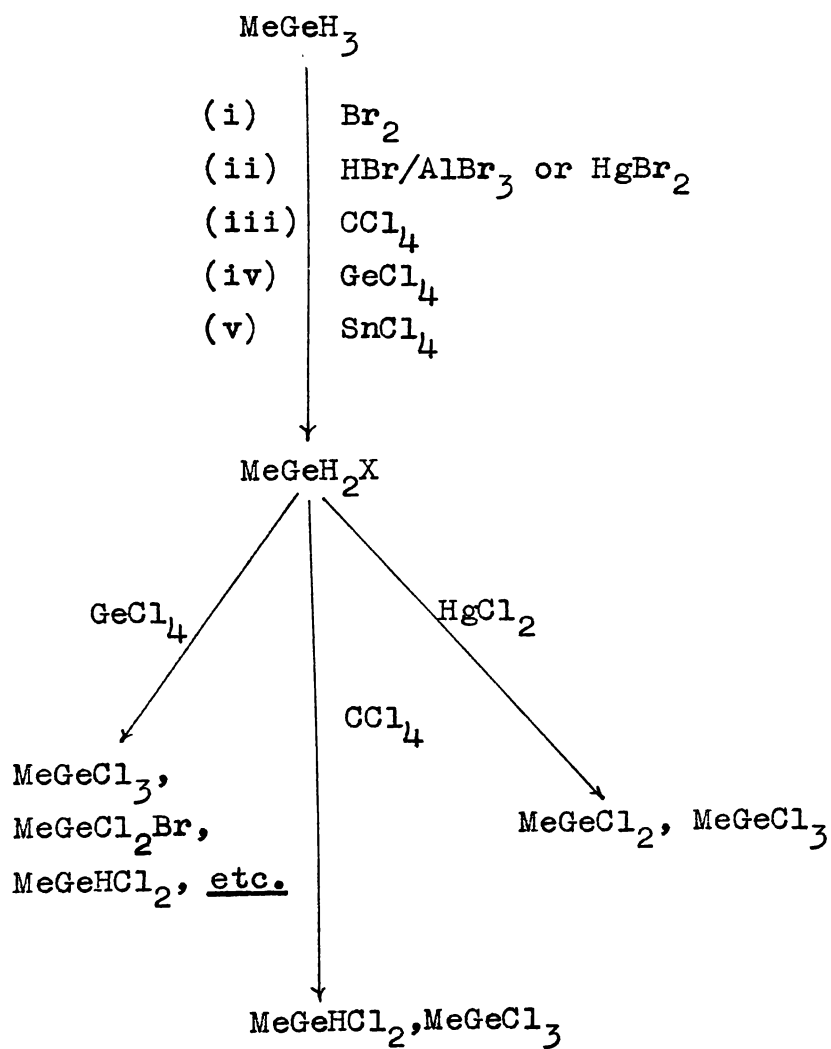 MeGeH3
(i) Br2
(ii) HBr/AlBr3 or HgBr2
(iii) CCl4
(iv) GeCl4
(v) SnCl4
MeGeH2X
GeCl4
HgCl2
CCl4
MeGeCl3,
MeGeCl2Br,
MeGeHCl2, etc.
MeGeCl2, MeGeCl3
MeGeHCl2,MeGeCl3